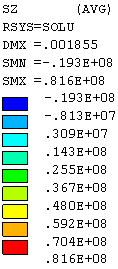 SZ (AVG)
RSYS=SOLU
DMX =.001855
SMN =-.193E+08
SMX =.816E+08
-.193E+08
-.813E+07
.309E+07
.143E+08
.255E+08
.367E+08
.480E+08
.592E+08
.704E+08
.816E+08